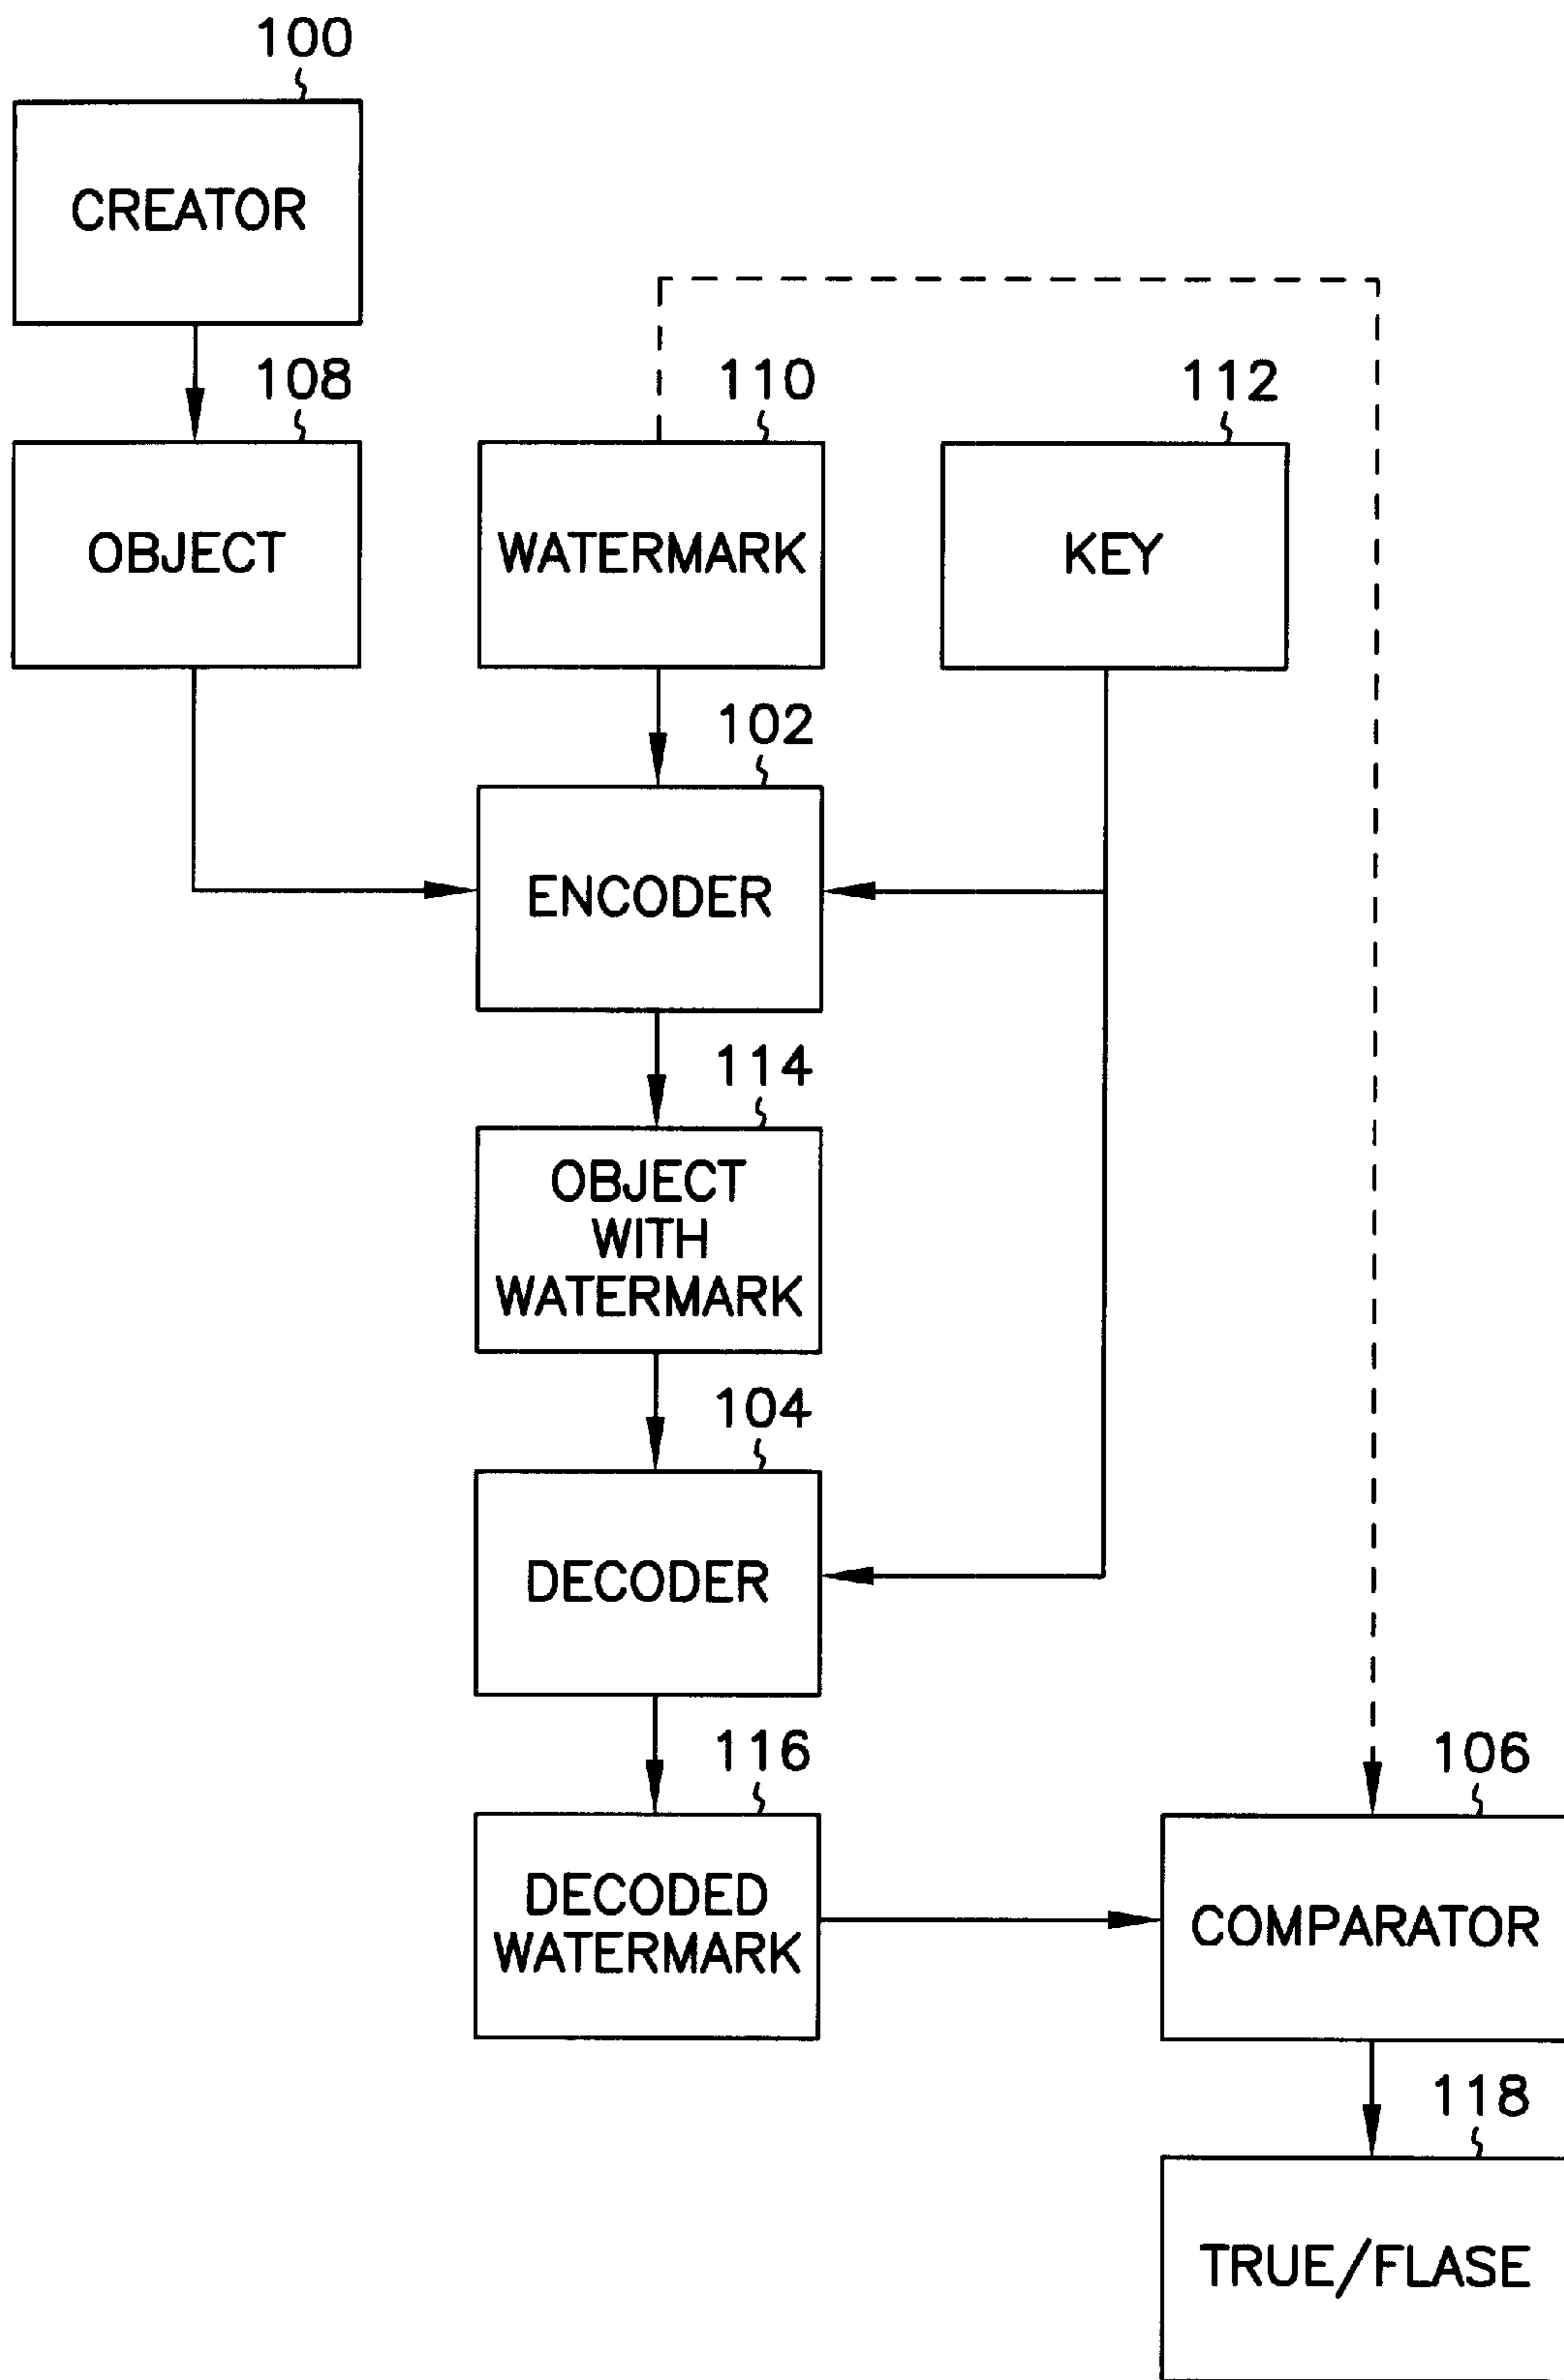 100
CREATOR
108
110
112
OBJECT
WATERMARK
KEY
102
ENCODER
114
OBJECT
WITH
WATERMARK
104
DECODER
116
106
DECODED
WATERMARK
COMPARATOR
118
TRUE/FLASE